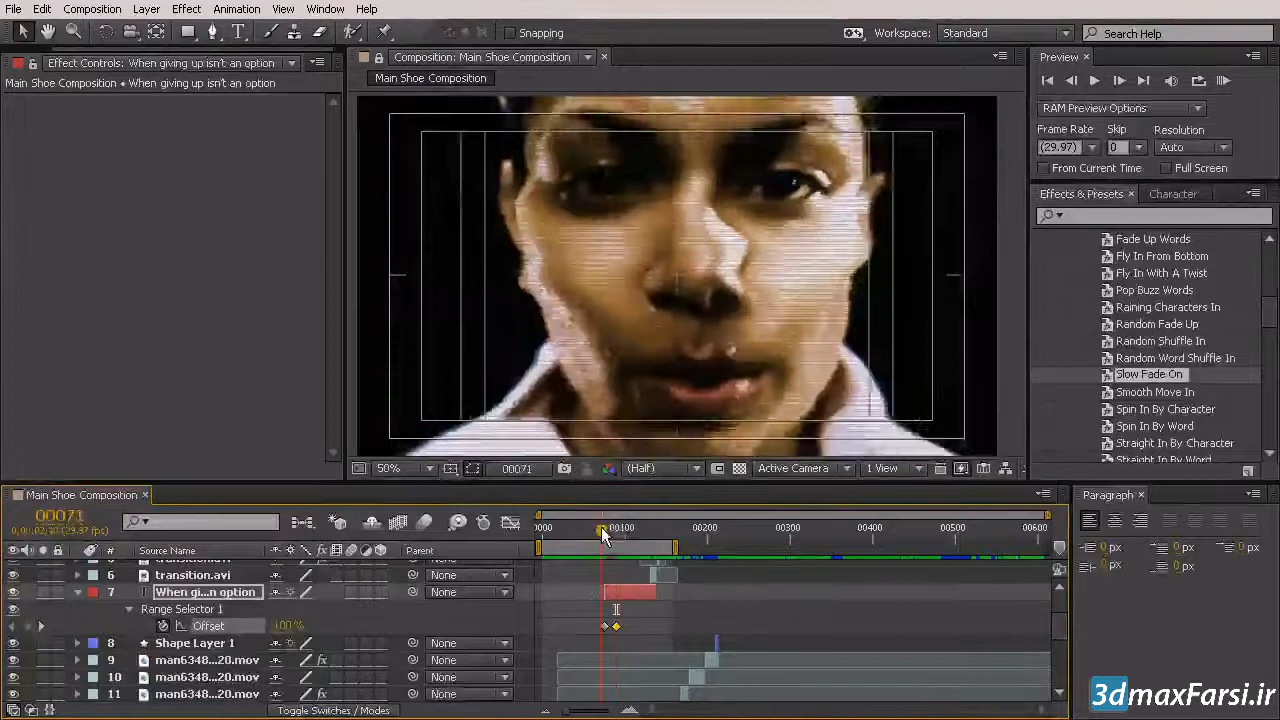 File Edit Composition Layer Effect Animation View Window Help
Snapping
Workspace: Standard
Search Help
Effect Controls: When giving up isn't an option
Main Shoe Composition • When giving up isn't an option
Composition: Main Shoe Composition
Main Shoe Composition
Preview
RAM Preview Options
Frame Rate Skip Resolution
(29.97) 0 Auto
From Current Time Full Screen
Effects & Presets Character
Fade Up Words
Fly In From Bottom
Fly In With A Twist
Pop Buzz Words
Raining Characters In
Random Fade Up
Random Shuffle In
Random Word Shuffle In
Slow Fade On
Smooth Move In
Spin In By Character
Spin In By Word
Straight In By Character
Straight In By Word
50% 00071 (Half) Active Camera 1 View
Main Shoe Composition
00071
# Source Name Parent
0000 00100 00200 00300 00400 00500 00600
6 transition.avi None
7 When gi...n option None
Range Selector 1
Offset 100 %
8 Shape Layer 1 None
9 man6348...20.mov None
10 man6348...20.mov None
11 man6348...20.mov None
Toggle Switches / Modes
Paragraph
0 px 0 px 0 px
0 px 0 px
3dmaxFarsi.ir